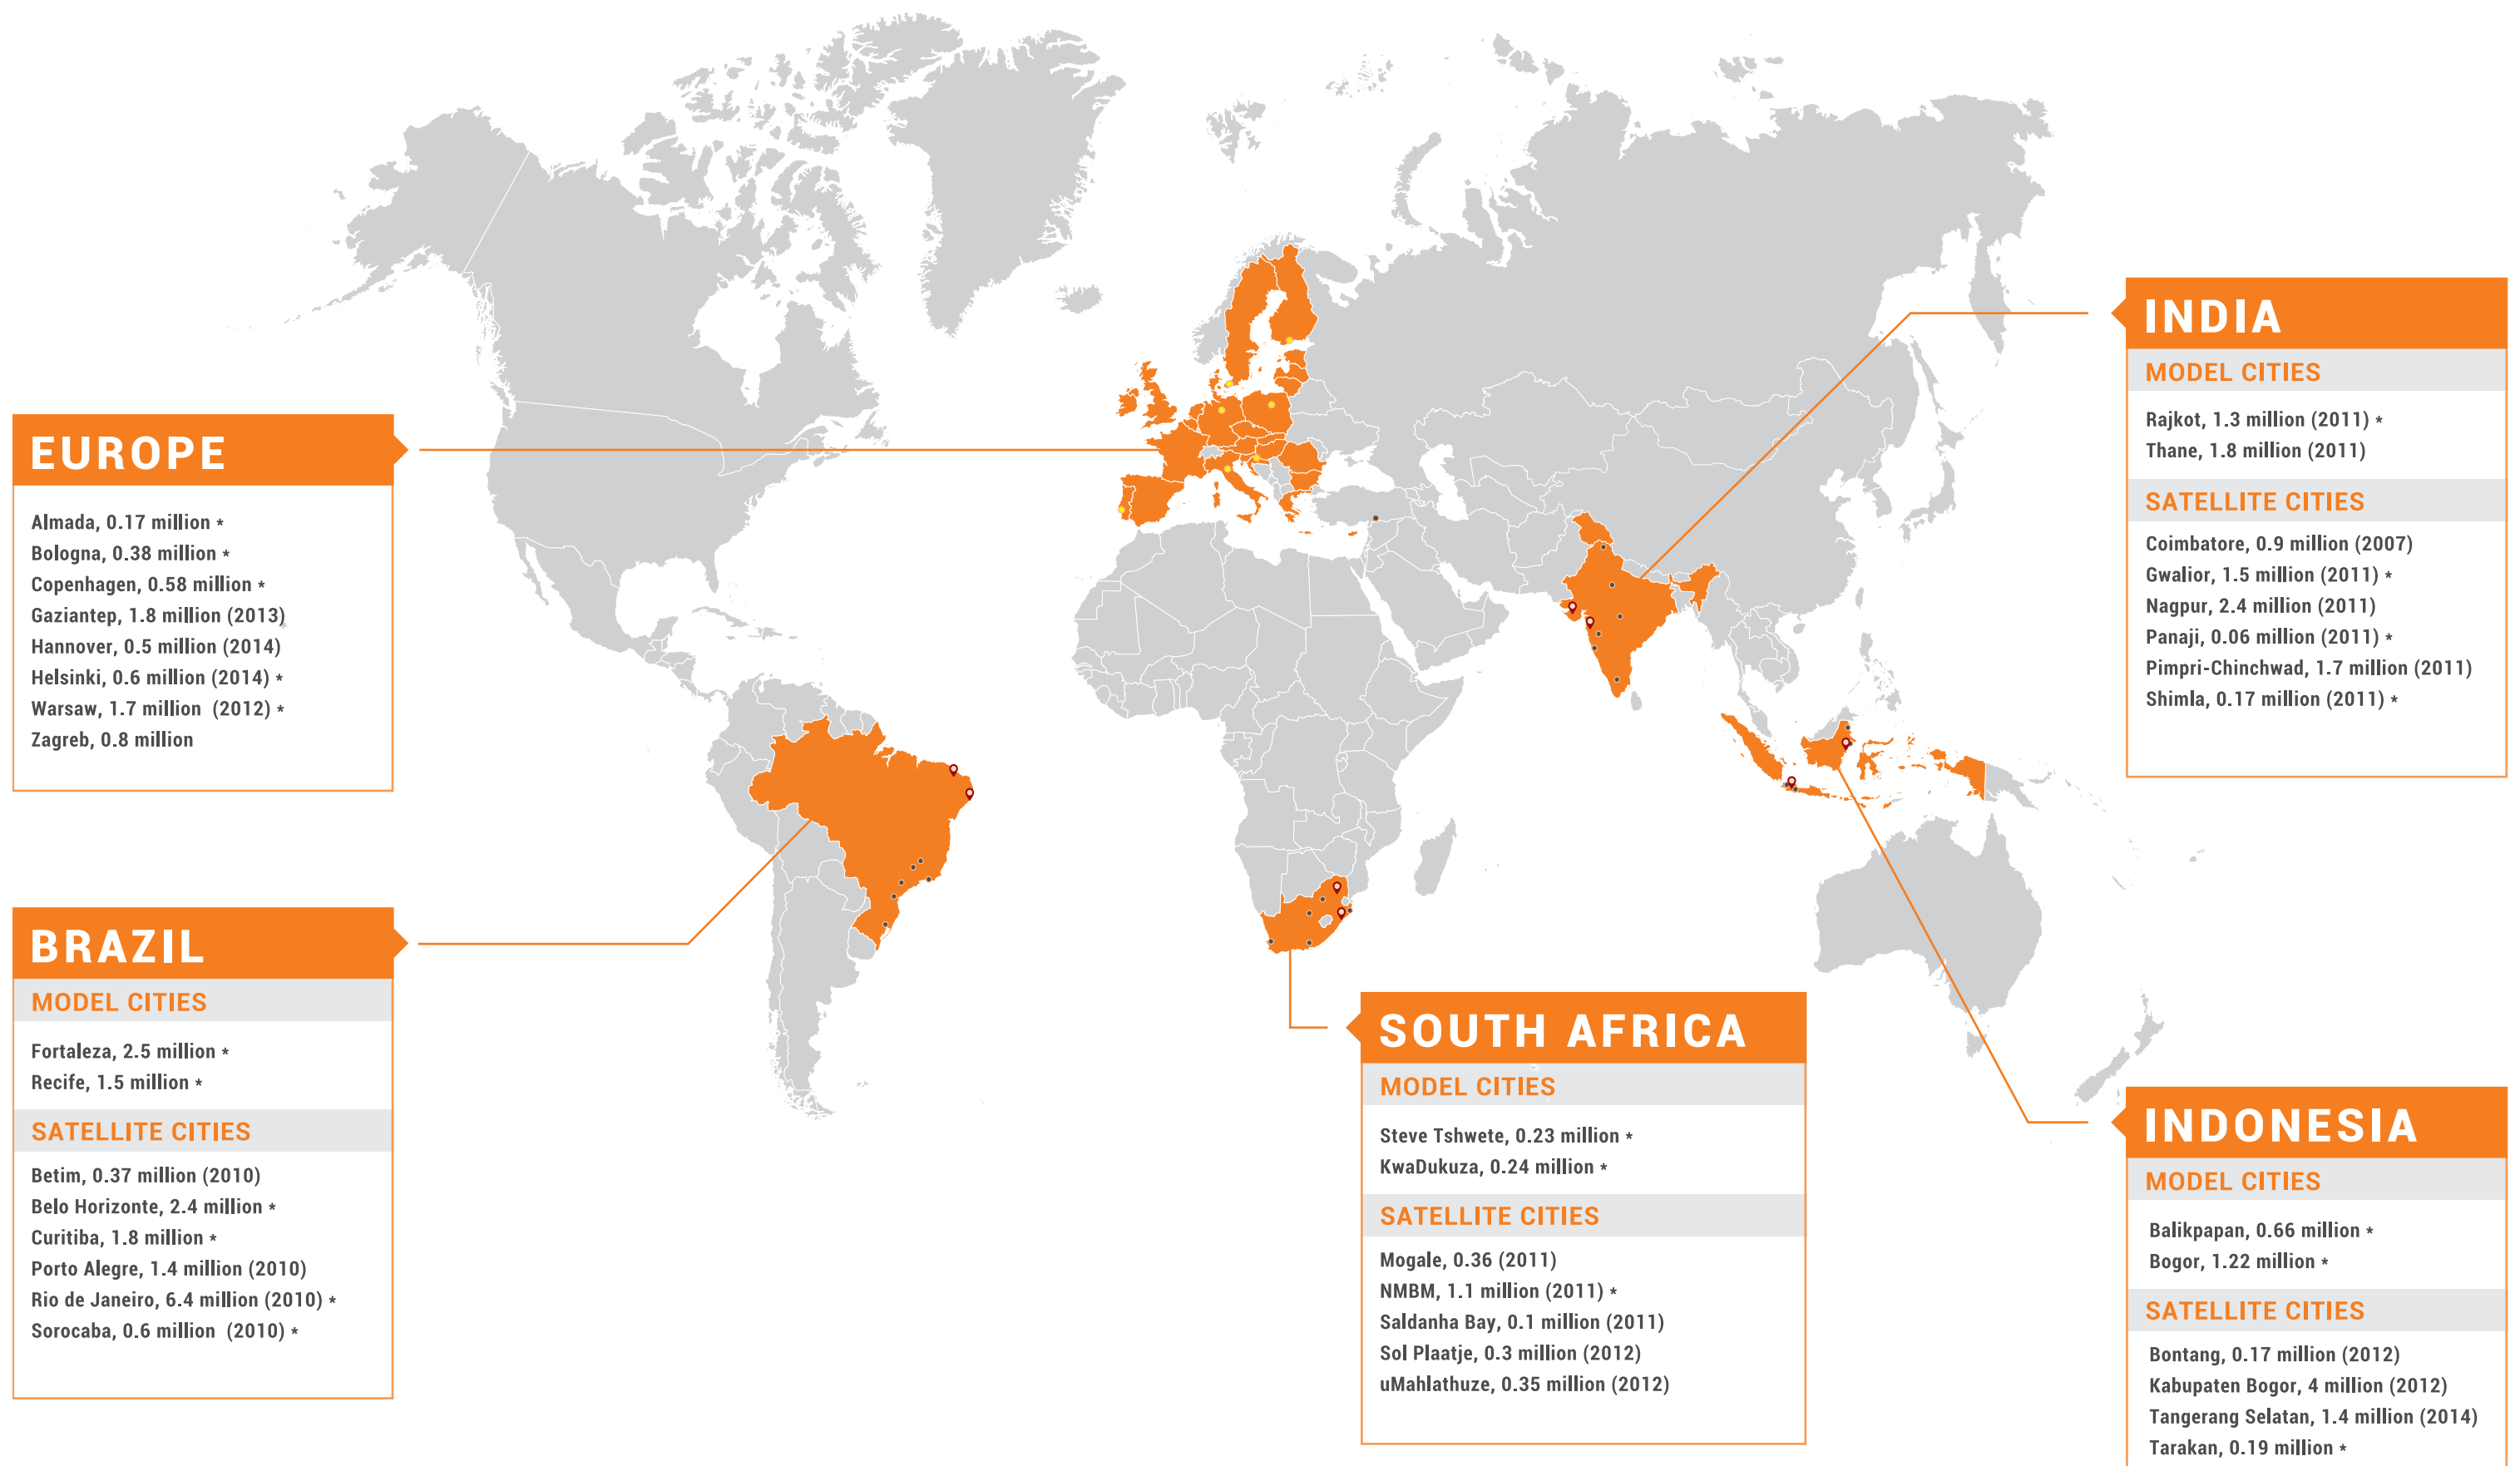 EUROPE
Almada, 0.17 million *
Bologna, 0.38 million *
Copenhagen, 0.58 million *
Gaziantep, 1.8 million (2013)
Hannover, 0.5 million (2014)
Helsinki, 0.6 million (2014) *
Warsaw, 1.7 million (2012) *
Zagreb, 0.8 million
BRAZIL
MODEL CITIES
Fortaleza, 2.5 million *
Recife, 1.5 million *
SATELLITE CITIES
Betim, 0.37 million (2010)
Belo Horizonte, 2.4 million *
Curitiba, 1.8 million *
Porto Alegre, 1.4 million (2010)
Rio de Janeiro, 6.4 million (2010) *
Sorocaba, 0.6 million (2010) *
SOUTH AFRICA
MODEL CITIES
Steve Tshwete, 0.23 million *
KwaDukuza, 0.24 million *
SATELLITE CITIES
Mogale, 0.36 (2011)
NMBM, 1.1 million (2011) *
Saldanha Bay, 0.1 million (2011)
Sol Plaatje, 0.3 million (2012)
uMahlathuze, 0.35 million (2012)
INDIA
MODEL CITIES
Rajkot, 1.3 million (2011) *
Thane, 1.8 million (2011)
SATELLITE CITIES
Coimbatore, 0.9 million (2007)
Gwalior, 1.5 million (2011) *
Nagpur, 2.4 million (2011)
Panaji, 0.06 million (2011) *
Pimpri-Chinchwad, 1.7 million (2011)
Shimla, 0.17 million (2011) *
INDONESIA
MODEL CITIES
Balikpapan, 0.66 million *
Bogor, 1.22 million *
SATELLITE CITIES
Bontang, 0.17 million (2012)
Kabupaten Bogor, 4 million (2012)
Tangerang Selatan, 1.4 million (2014)
Tarakan, 0.19 million *